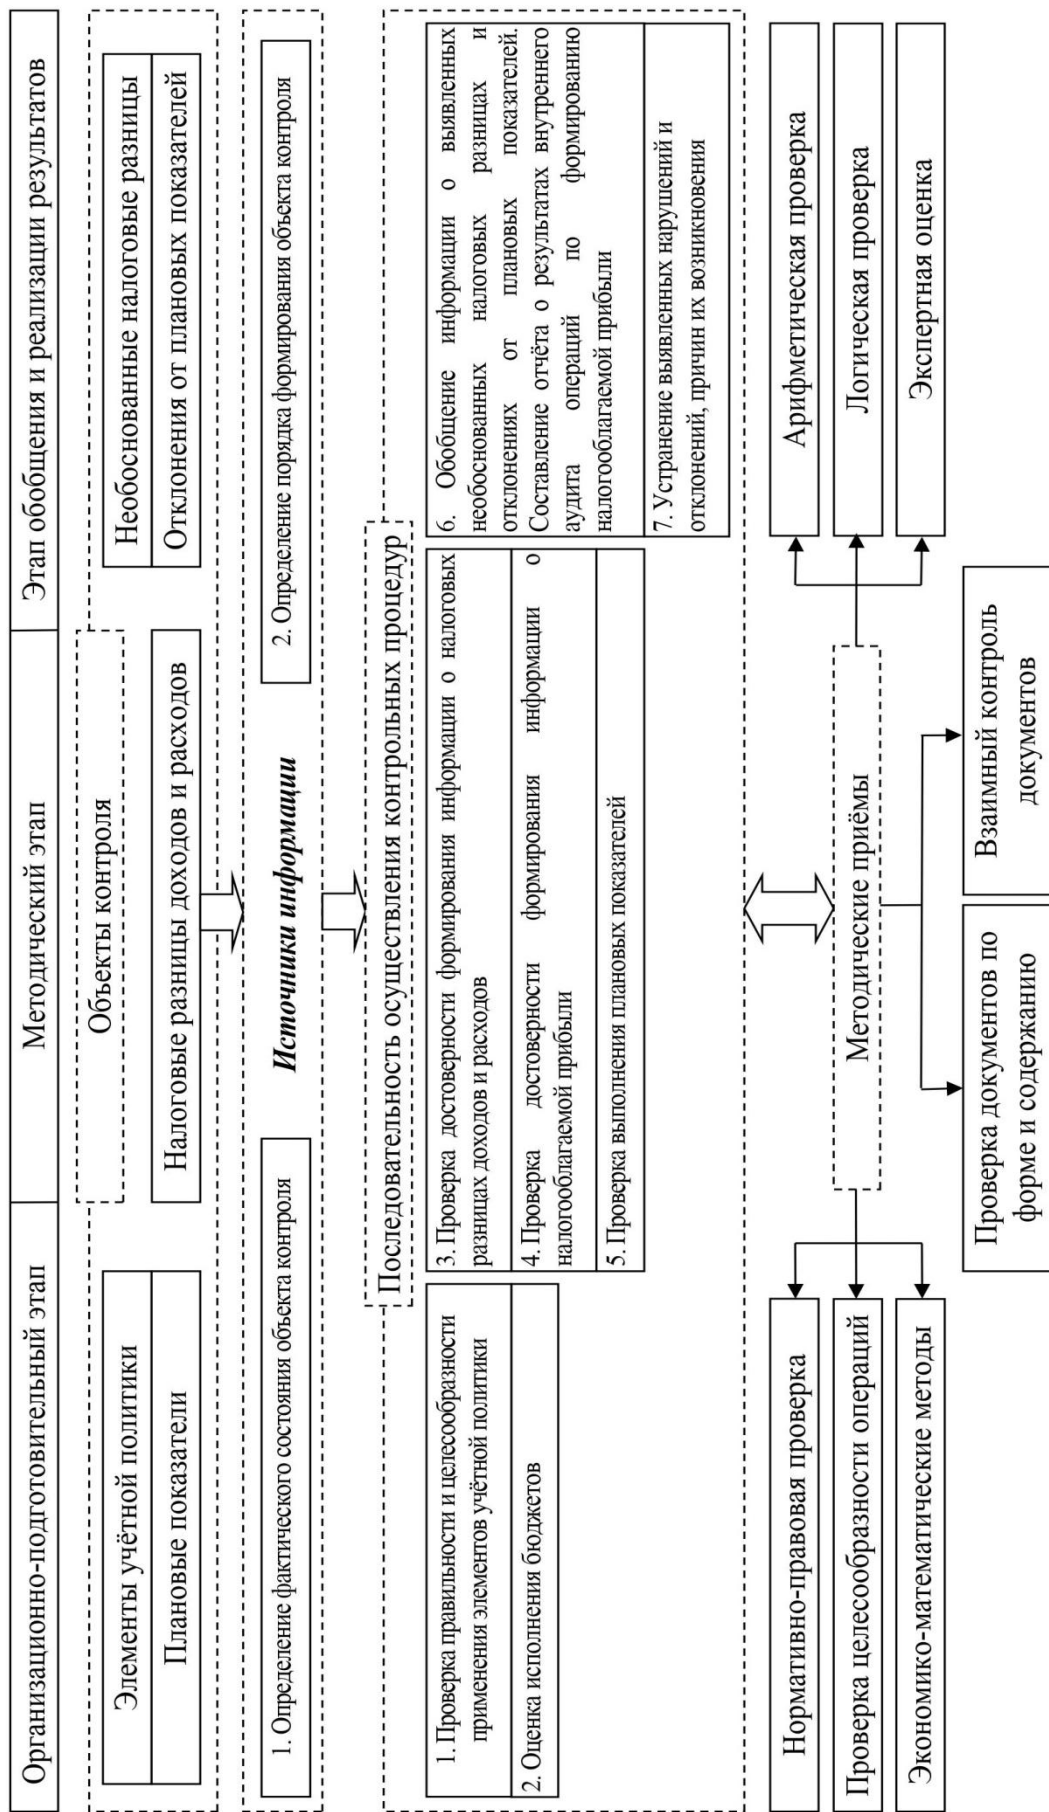 Организационно-подготовительный этап
Методический этап
Этап обобщения и реализации результатов
Объекты контроля
Элементы учётной политики
Плановые показатели
Налоговые разницы доходов и расходов
Необоснованные налоговые разницы
Отклонения от плановых показателей
1. Определение фактического состояния объекта контроля
Источники информации
2. Определение порядка формирования объекта контроля
Последовательность осуществления контрольных процедур
1. Проверка правильности и целесообразности
применения элементов учётной политики
2. Оценка исполнения бюджетов
3. Проверка достоверности формирования информации о налоговых
разницах доходов и расходов
4. Проверка достоверности формирования информации о
налогооблагаемой прибыли
5. Проверка выполнения плановых показателей
6. Обобщение информации о выявленных
необоснованных налоговых разницах и
отклонениях от плановых показателей.
Составление отчёта о результатах внутреннего
аудита операций по формированию
налогооблагаемой прибыли
7. Устранение выявленных нарушений и
отклонений, причин их возникновения
Нормативно-правовая проверка
Проверка целесообразности операций
Экономико-математические методы
Методические приёмы
Проверка документов по
форме и содержанию
Взаимный контроль
документов
Арифметическая проверка
Логическая проверка
Экспертная оценка